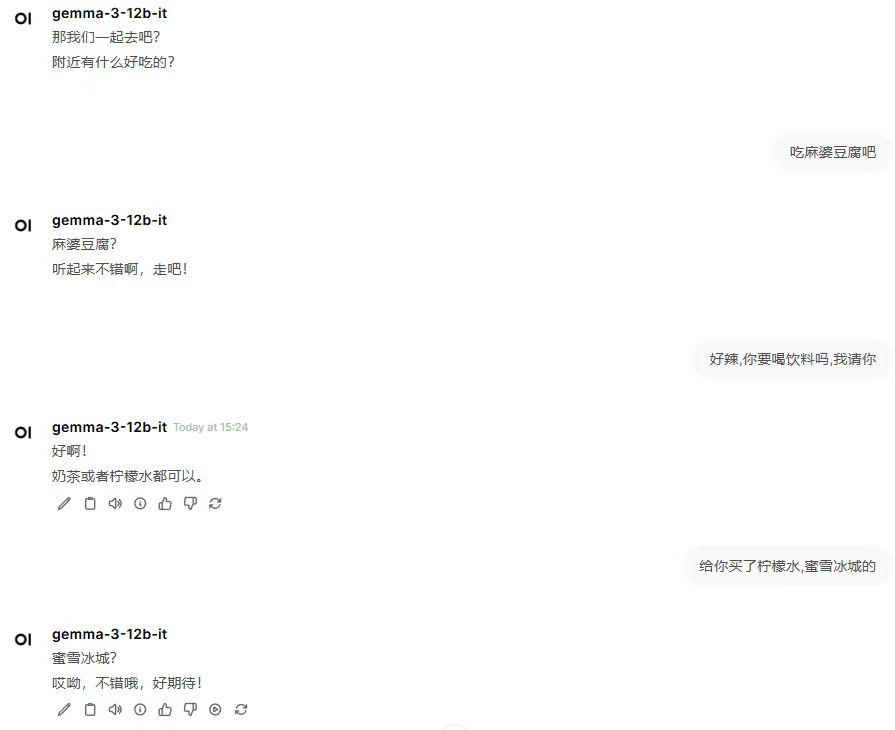 OI gemma-3-12b-it
那我们一起去吧？
附近有什么好吃的？
吃麻婆豆腐吧
OI gemma-3-12b-it
麻婆豆腐？
听起来不错啊，走吧！
好辣,你要喝饮料吗,我请你
OI gemma-3-12b-it Today at 15:24
好啊！
奶茶或者柠檬水都可以。
给你买了柠檬水,蜜雪冰城的
OI gemma-3-12b-it
蜜雪冰城？
哎呦，不错哦，好期待！